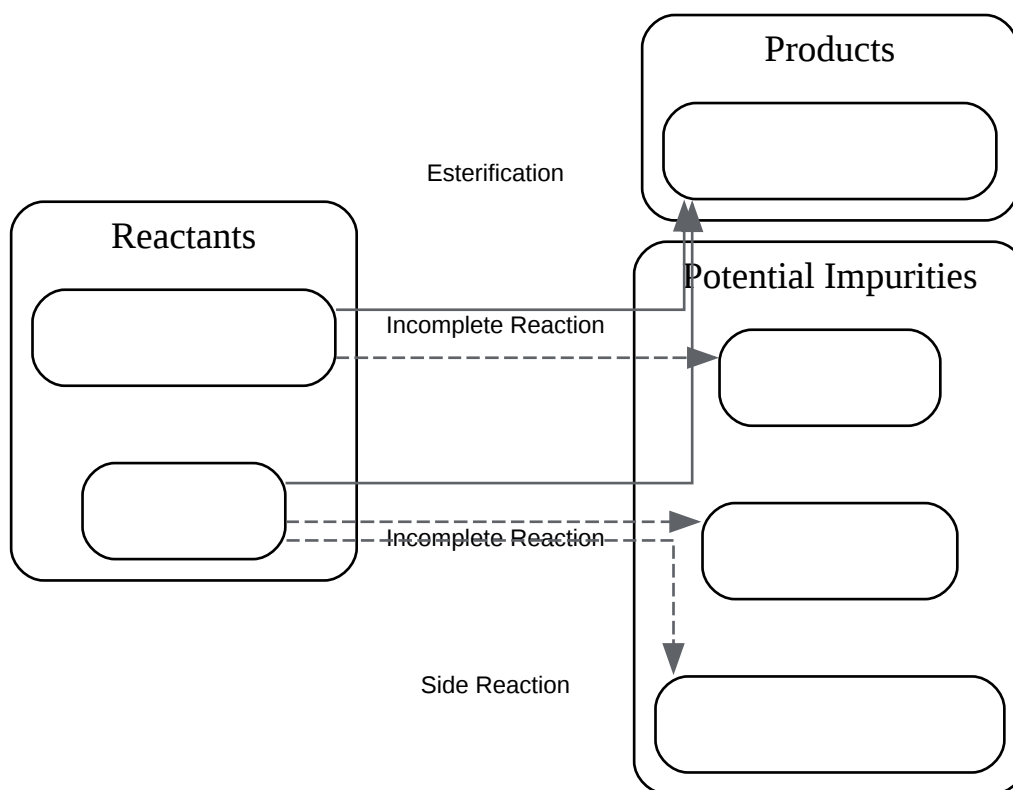 Products
Esterification
Reactants
Potential Impurities
Incomplete Reaction
Incomplete Reaction
Side Reaction